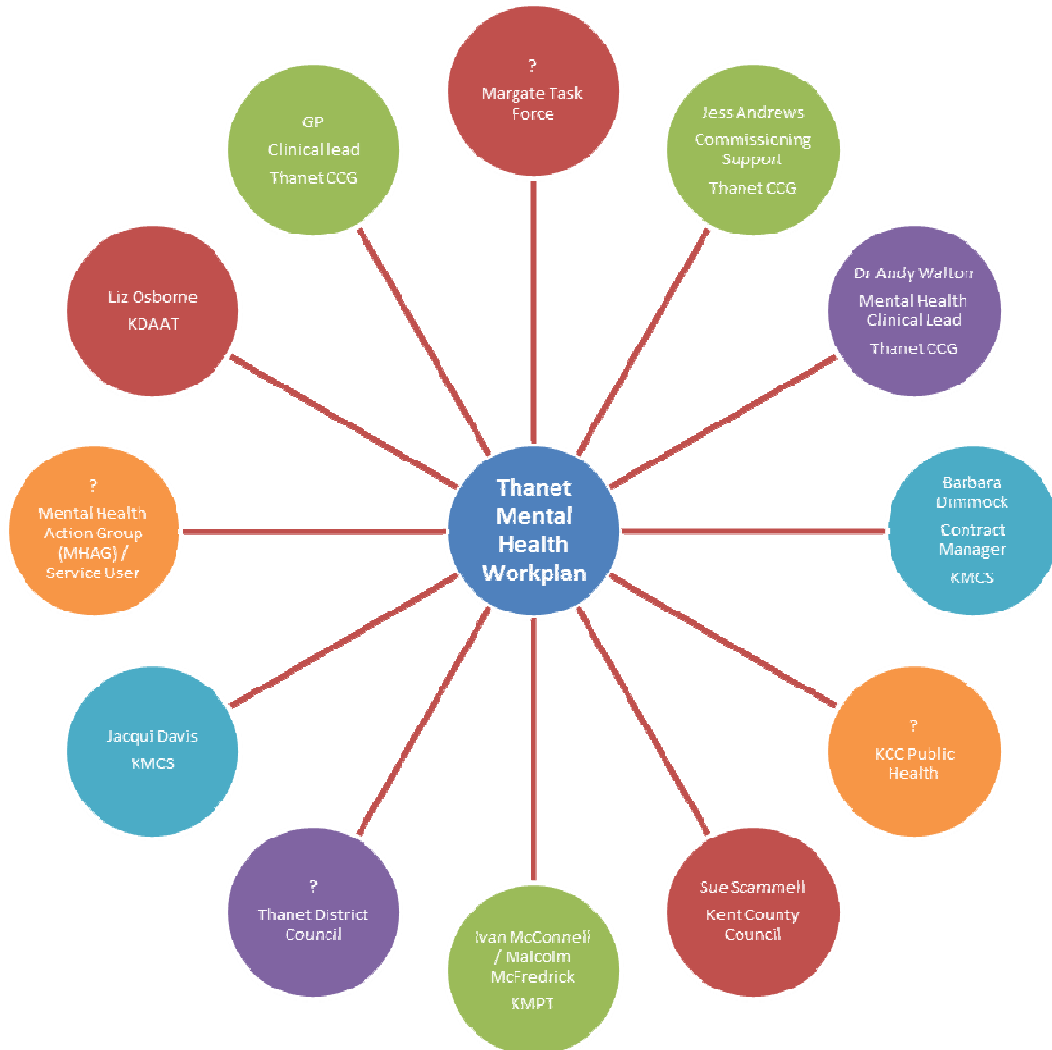 ?
Margate Task
Force
Jess Andrews
Commissioning
Support
Thanet CCG
Dr Andy Walton
Mental Health
Clinical Lead
Thanet CCG
Barbara
Dimmock
Contract
Manager
KMCS
?
KCC Public
Health
Sue Scammell
Kent County
Council
Ivan McConnell
/ Malcolm
McFredrick
KMPT
?
Thanet District
Council
Jacqui Davis
KMCS
?
Mental Health
Action Group
(MHAG) /
Service User
Liz Osborne
KDAAT
GP
Clinical lead
Thanet CCG
Thanet
Mental
Health
Workplan